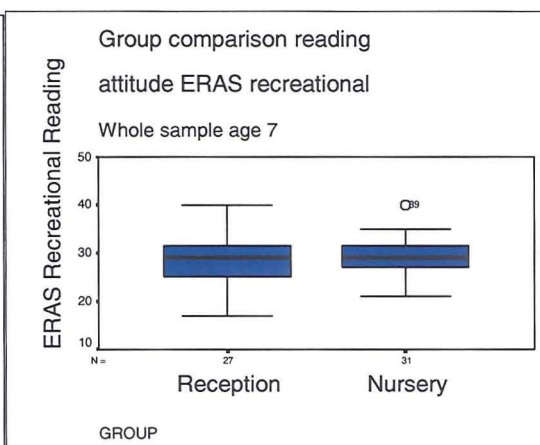 Group comparison reading
attitude ERAS recreational
Whole sample age 7
ERAS Recreational Reading
50
40
30
20
10
39
N =
27
31
Reception
Nursery
GROUP